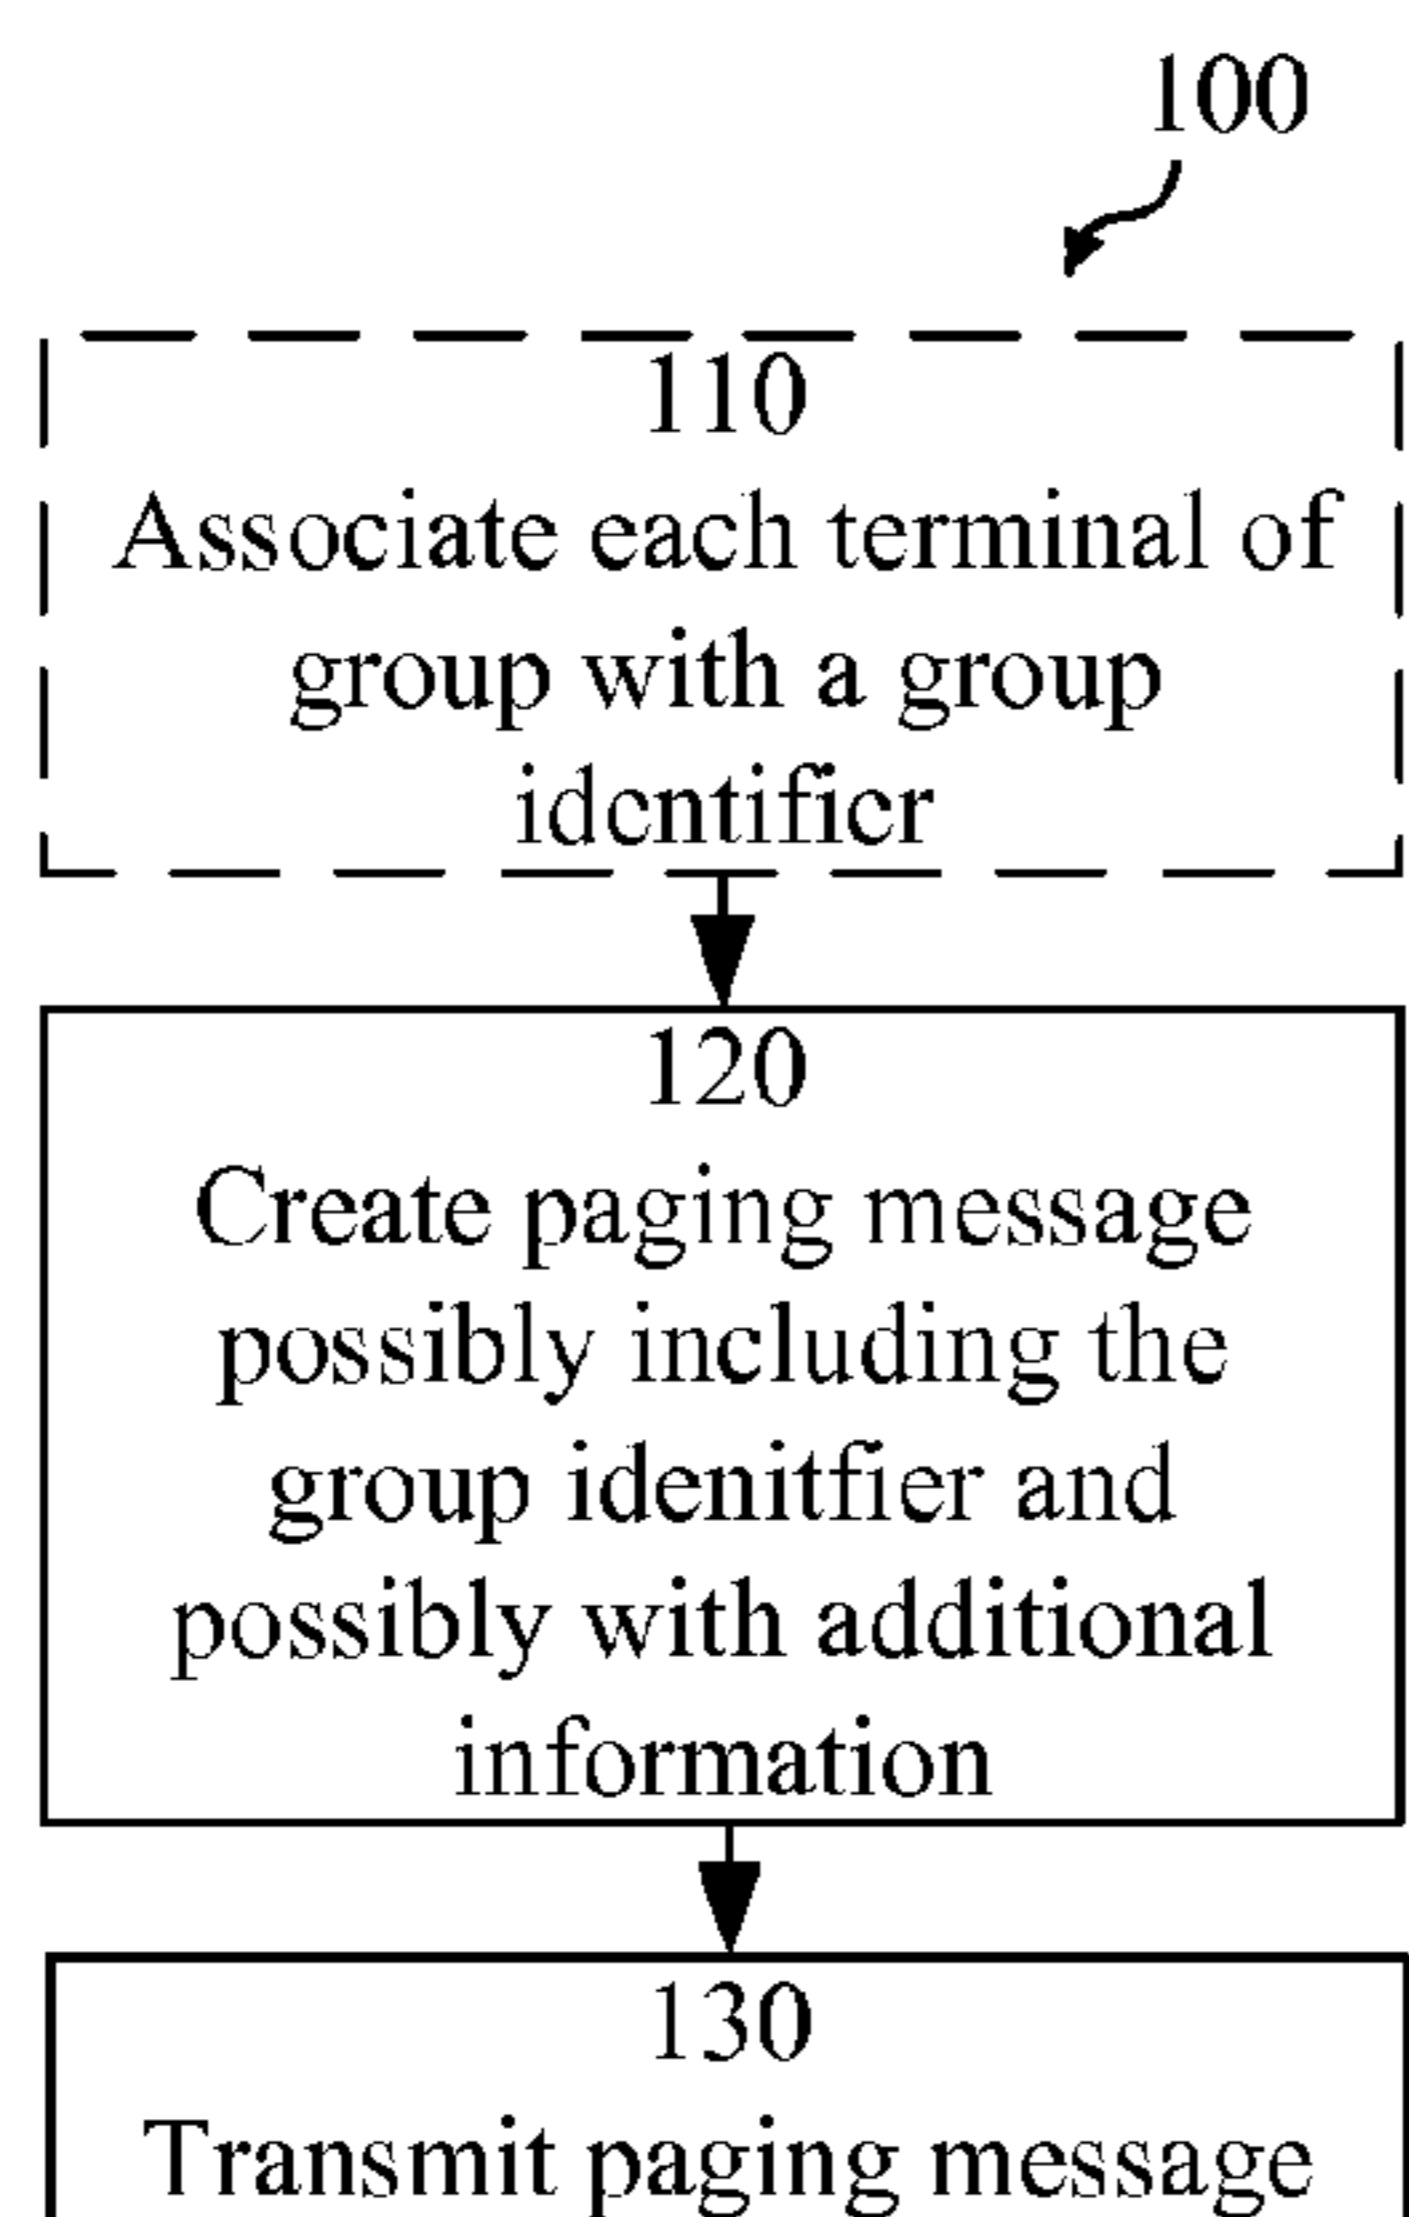 100
110
Associate each terminal of
group with a group
identifier
120
Create paging message
possibly including the
group idenitfier and
possibly with additional
information
130
Transmit paging message